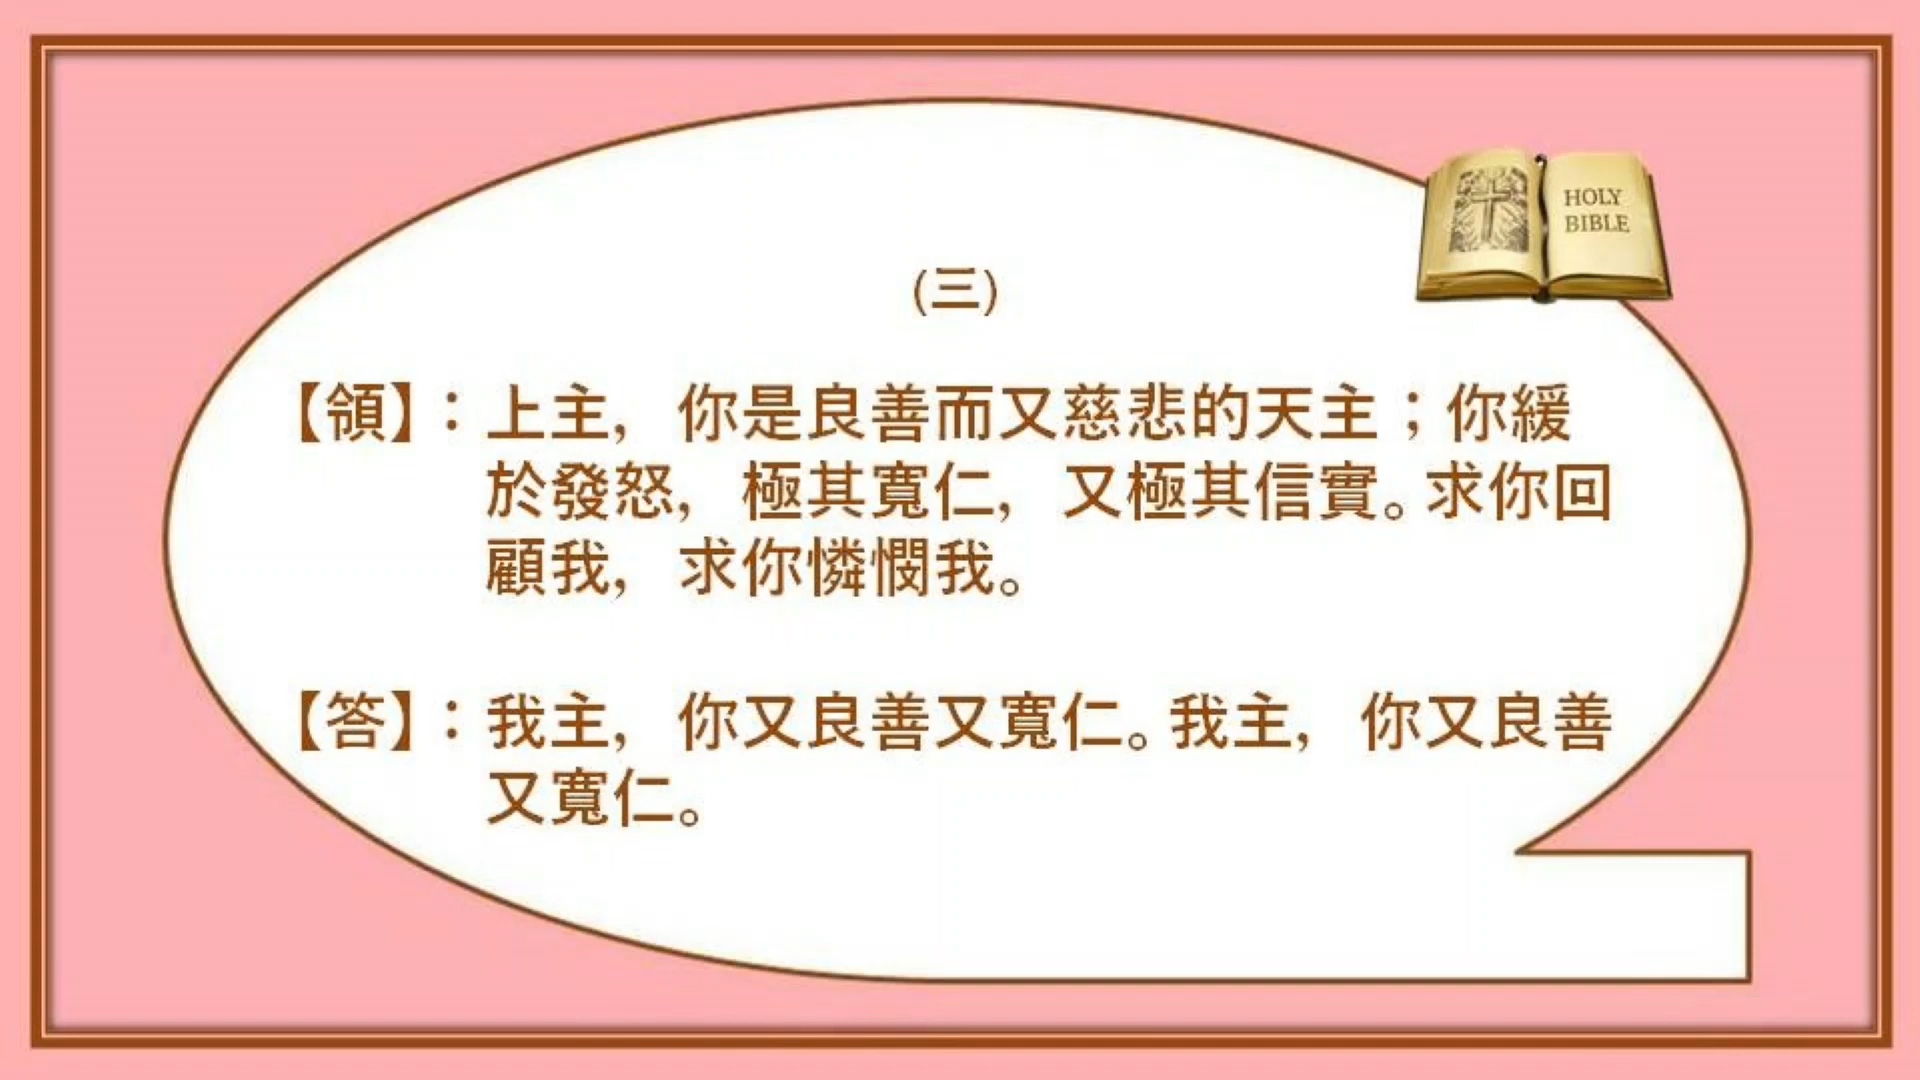 HOLY
BIBLE
(三)
【領】：上主，你是良善而又慈悲的天主；你緩
於發怒，極其寬仁，又極其信實。求你回
顧我，求你憐憫我。
【答】：我主，你又良善又寬仁。我主，你又良善
又寬仁。